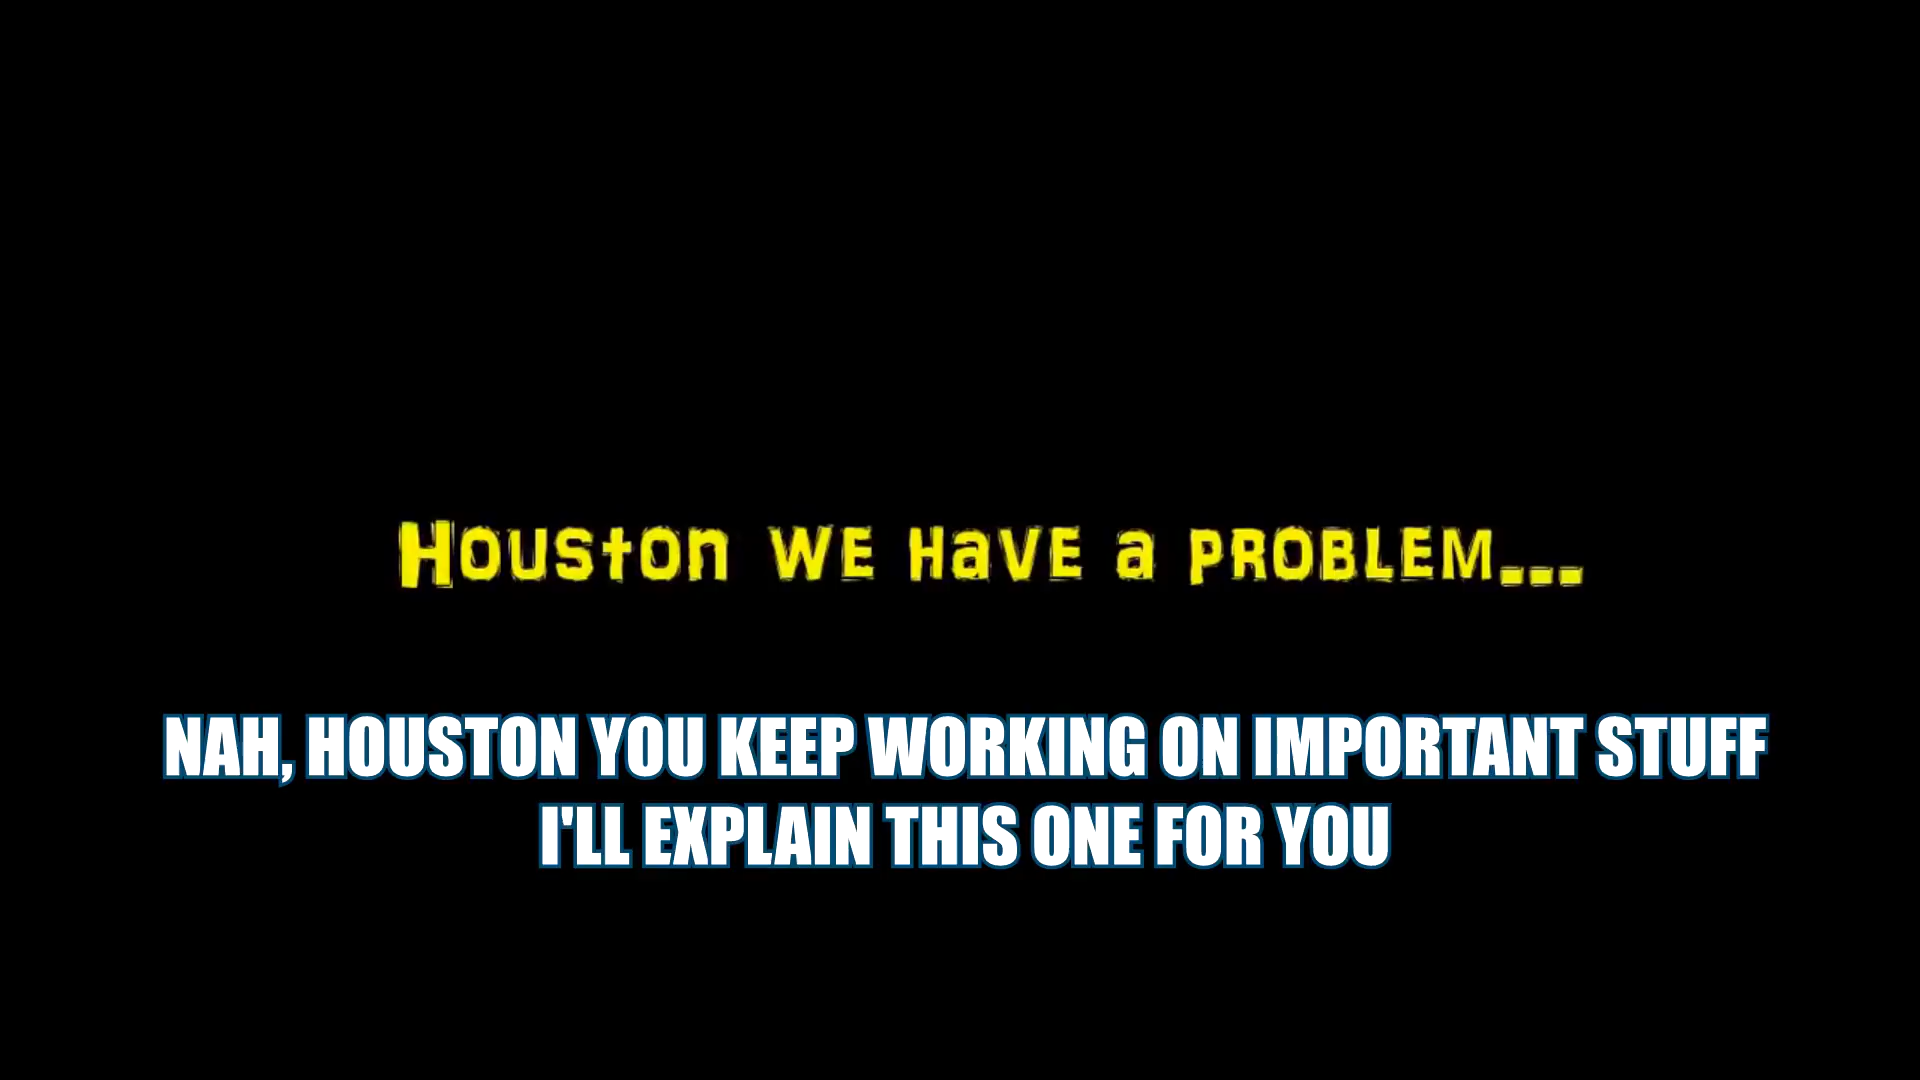 Houston we have a problem...
NAH, HOUSTON YOU KEEP WORKING ON IMPORTANT STUFF
I'LL EXPLAIN THIS ONE FOR YOU